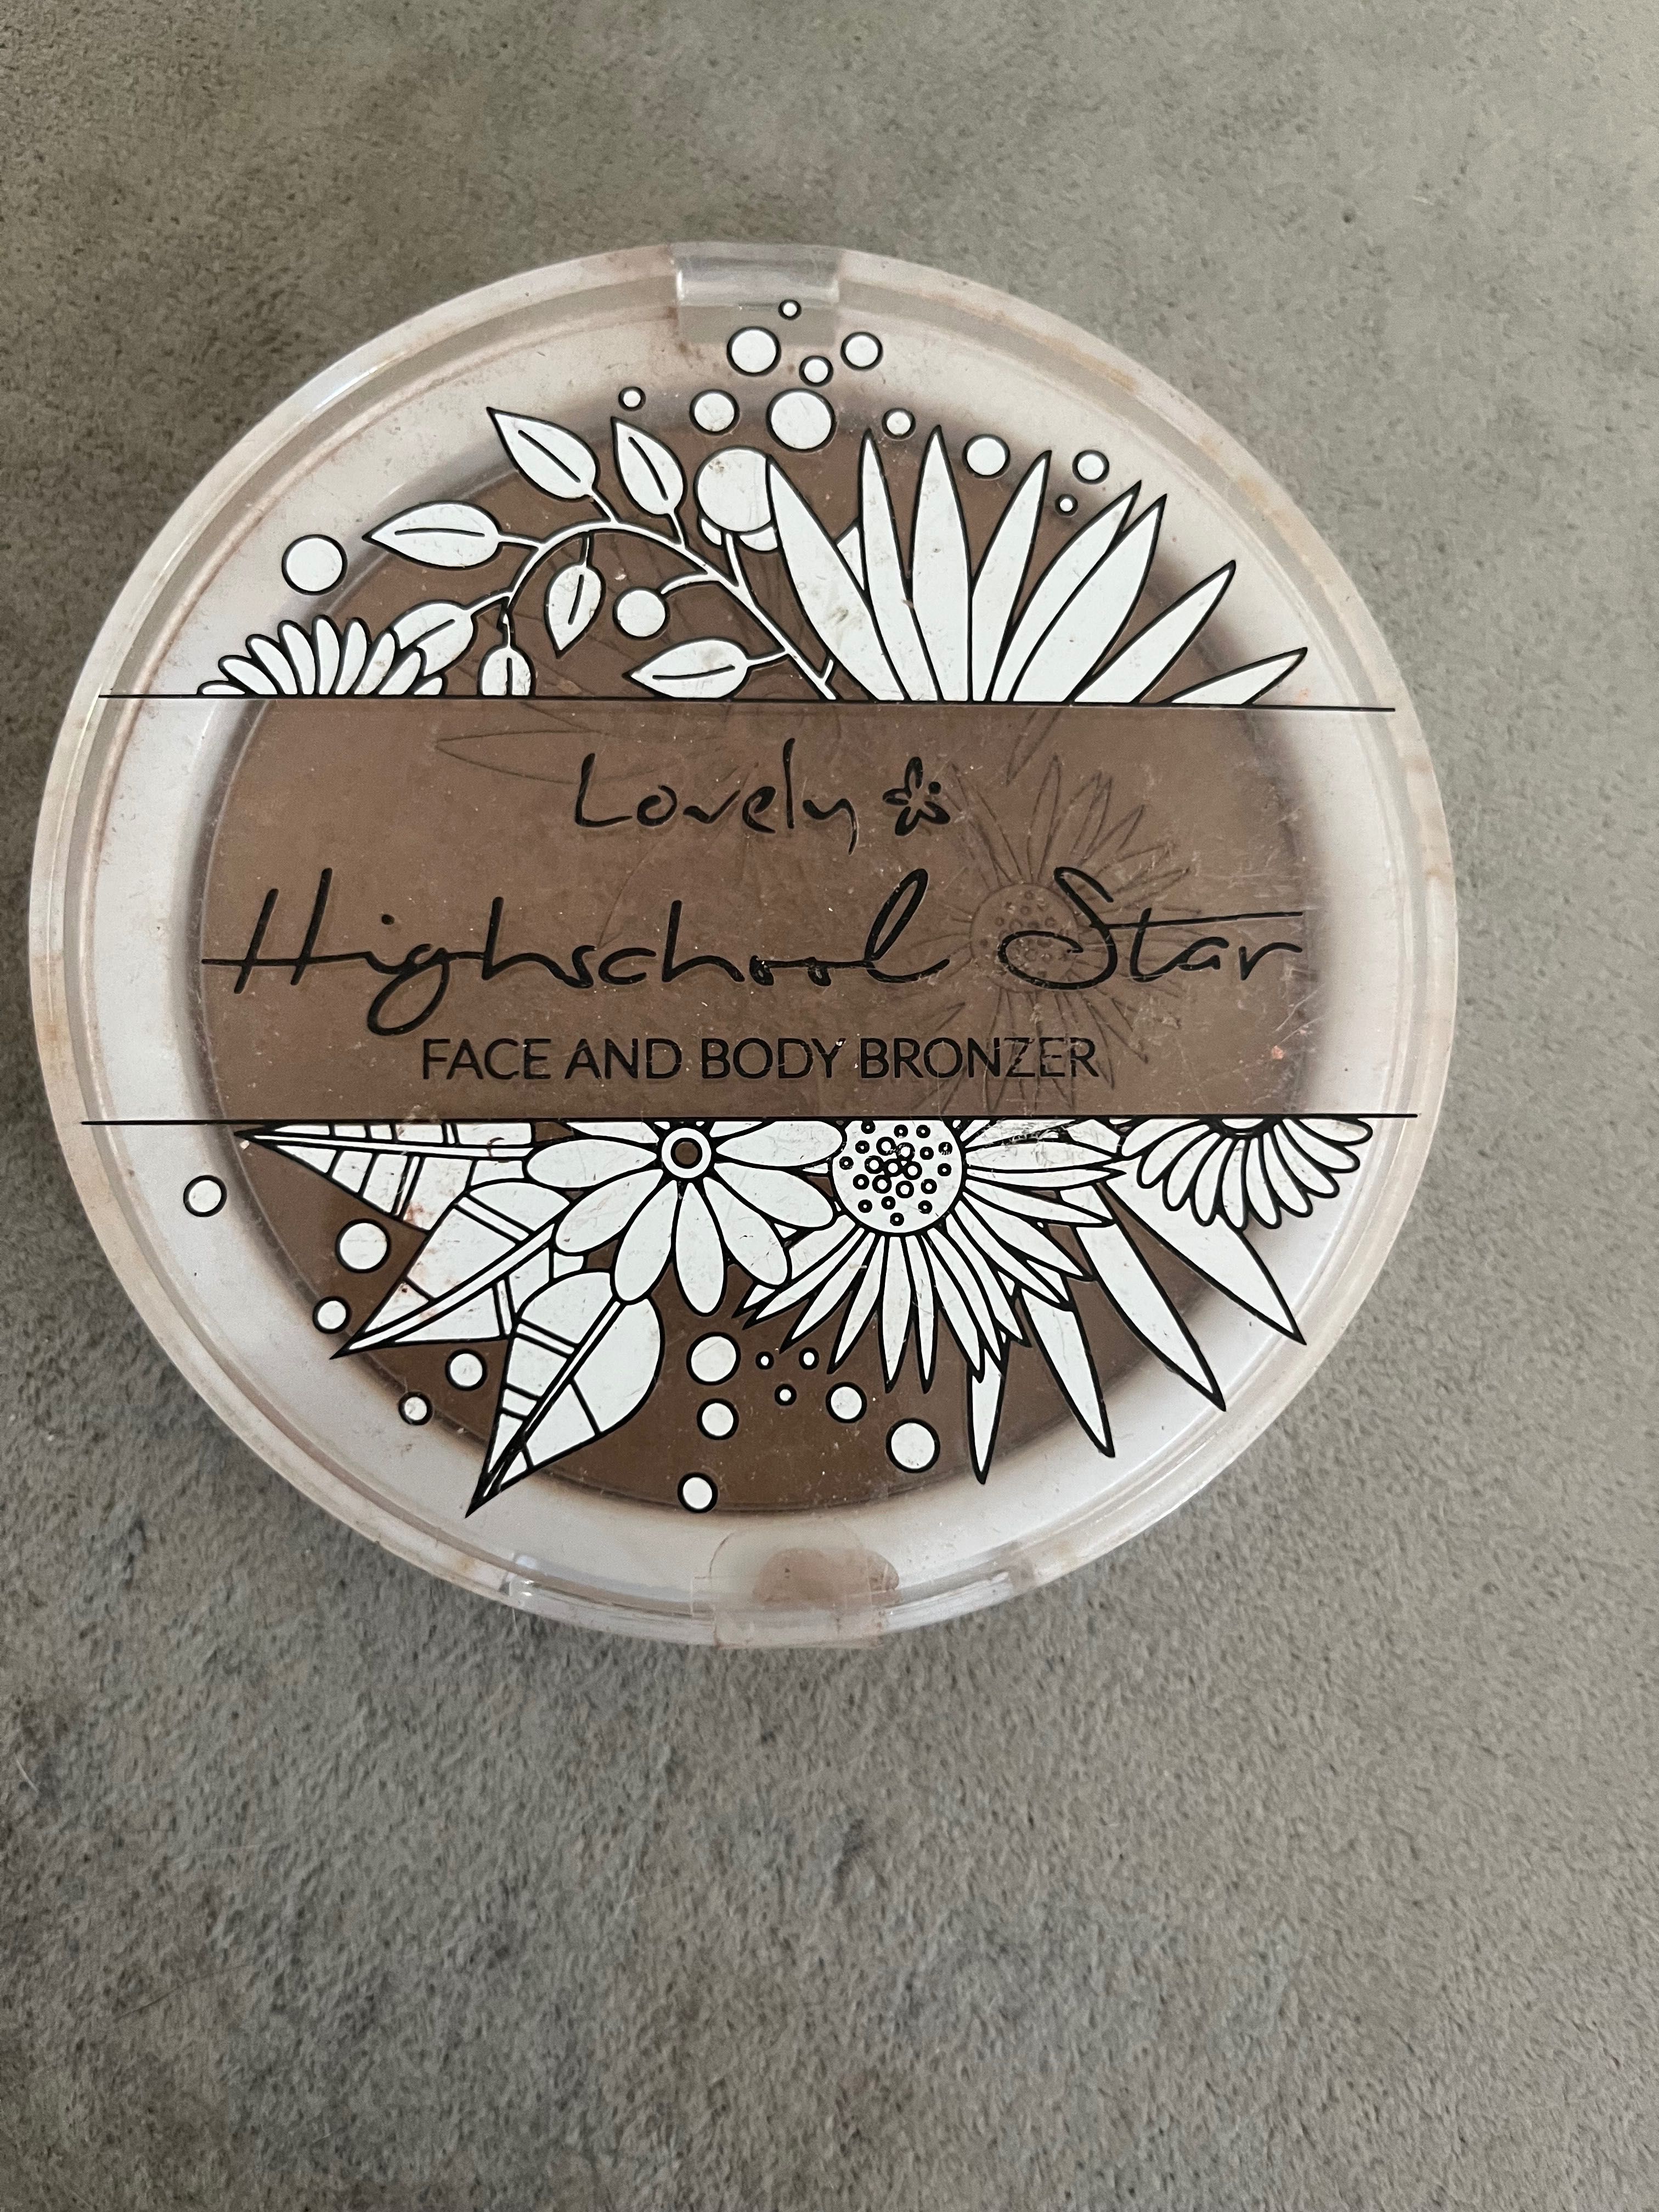 Lovely
Highschool Star
FACE AND BODY BRONZER